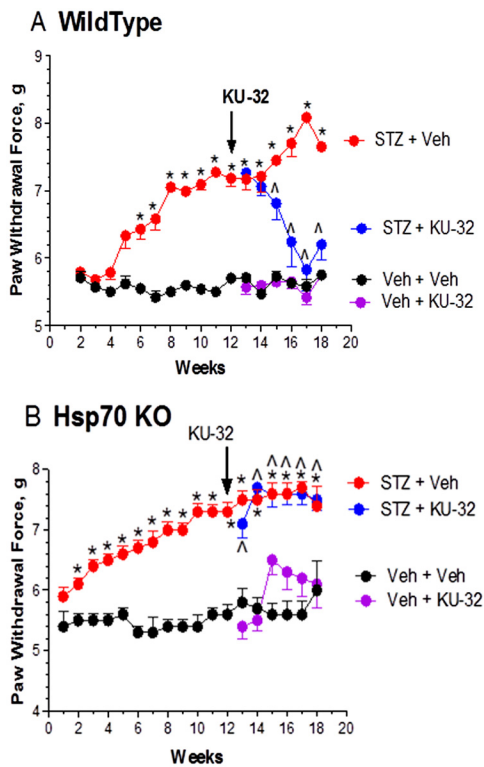 A WildType
Paw Withdrawal Force, g
9
8
7
6
5
KU-32
* * * * * * * * * * * * *
^ ^ ^ ^
STZ + Veh
STZ + KU-32
Veh + Veh
Veh + KU-32
0 2 4 6 8 10 12 14 16 18 20
Weeks
B Hsp70 KO
Paw Withdrawal Force, g
8
7
6
5
4
KU-32
* * * * * * * * * * * * * * * * *
^ ^ ^ ^ ^ ^
STZ + Veh
STZ + KU-32
Veh + Veh
Veh + KU-32
0 2 4 6 8 10 12 14 16 18 20
Weeks